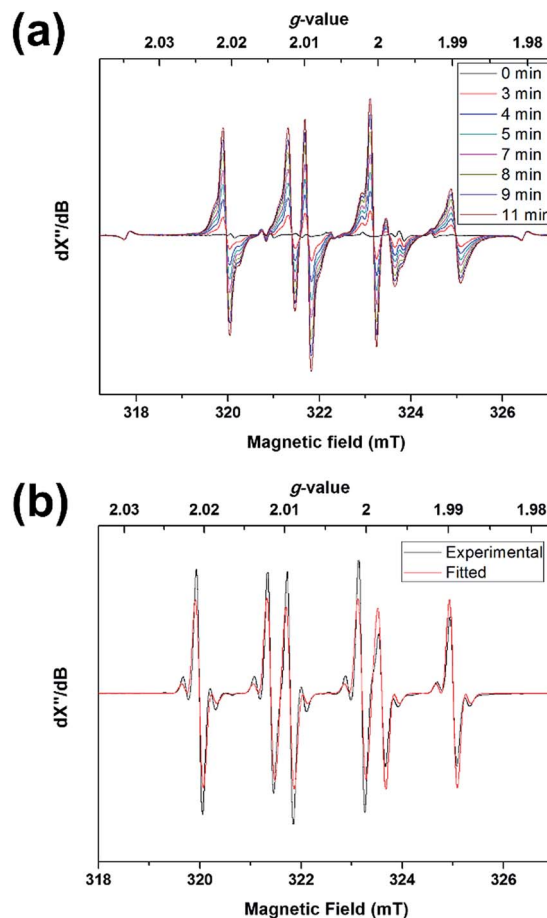 (a)
g-value
2.03 2.02 2.01 2 1.99 1.98
0 min
3 min
4 min
5 min
7 min
8 min
9 min
11 min
dX"/dB
318 320 322 324 326
Magnetic field (mT)
(b)
g-value
2.03 2.02 2.01 2 1.99 1.98
Experimental
Fitted
dX"/dB
318 320 322 324 326
Magnetic Field (mT)